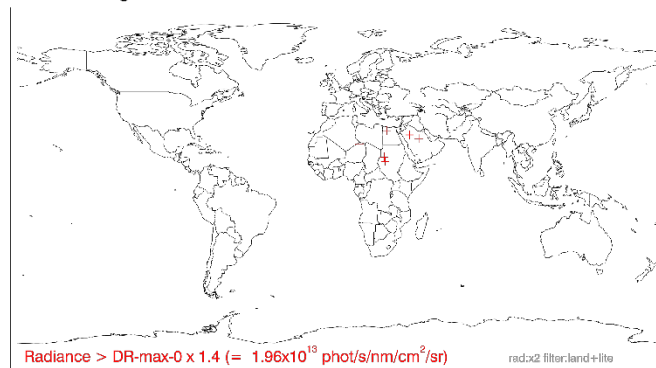 Radiance > DR-max-0 x 1.4 (= 1.96x10¹³ phot/s/nm/cm²/sr)
rad:x2 filter:land+lite